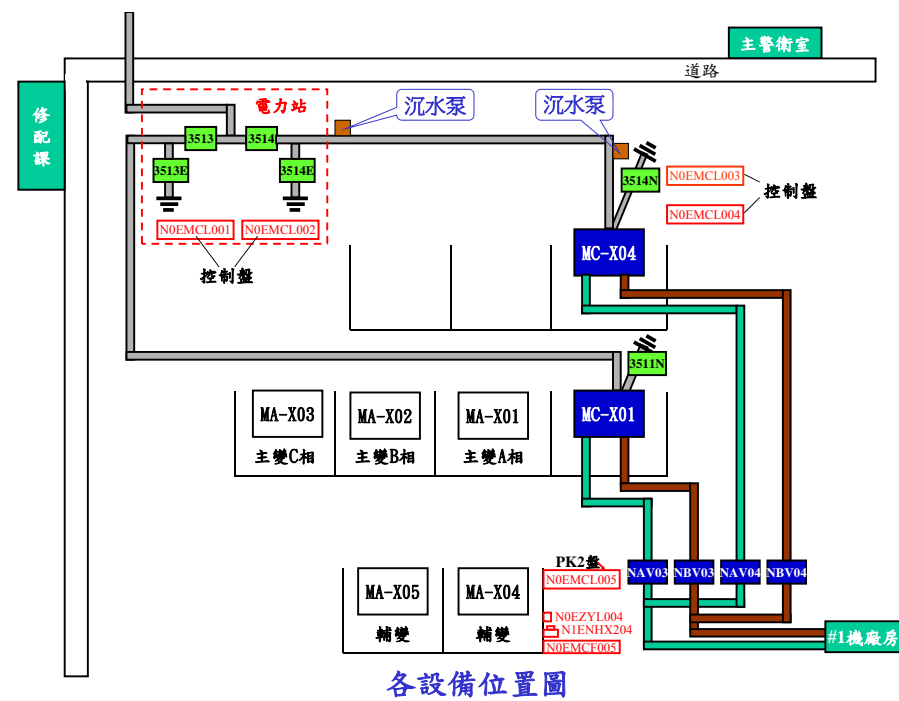 主警衛室
道路
修配課
電力站
沉水泵
沉水泵
3513
3514
3513E
3514E
3514N
N0EMCL003
控制盤
N0EMCL004
N0EMCL001
N0EMCL002
控制盤
MC-X04
3511N
MA-X03
MA-X02
MA-X01
MC-X01
主變C相
主變B相
主變A相
PK2盤
N0EMCL005
NAV03
NBV03
NAV04
NBV04
MA-X05
MA-X04
N0EZYL004
N1ENHX204
輔變
輔變
N0EMCF005
#1機廠房
各設備位置圖